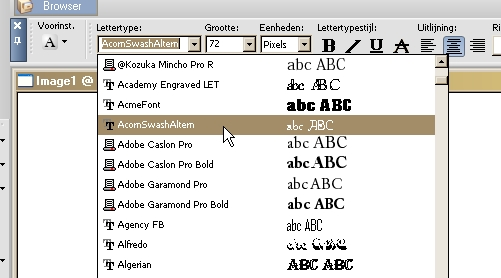 Browser
Voorinst. Lettertype: Grootte: Eenheden: Lettertypestijl: Uitlijning: Ri
A AcornSwashAltern 72 Pixels B I U A
Image1 @
@Kozuka Mincho Pro R abc ABC
Academy Engraved LET abc ABC
AcmeFont abc ABC
AcornSwashAltern abc ABC
Adobe Caslon Pro abc ABC
Adobe Caslon Pro Bold abc ABC
Adobe Garamond Pro abc ABC
Adobe Garamond Pro Bold abc ABC
Agency FB abc ABC
Alfredo abc ABC
Algerian ABC ABC